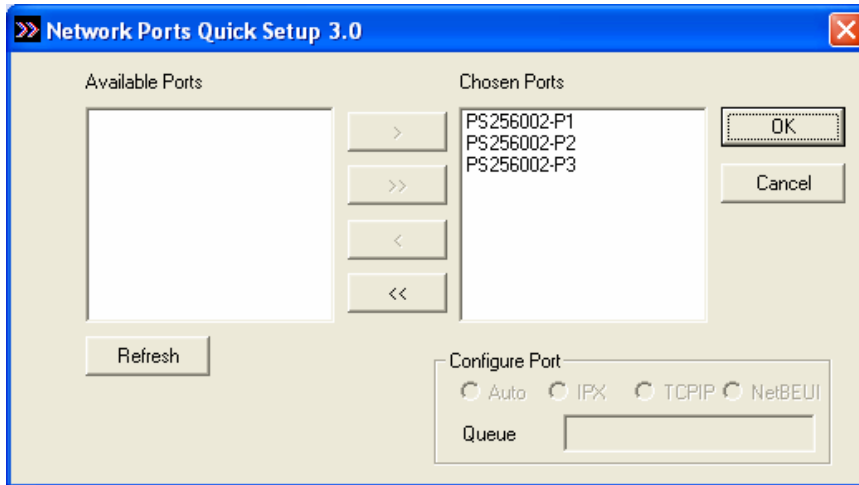 Network Ports Quick Setup 3.0
Available Ports
Chosen Ports
PS256002-P1
PS256002-P2
PS256002-P3
>
>>
<
<<
OK
Cancel
Refresh
Configure Port
Auto IPX TCPIP NetBEUI
Queue